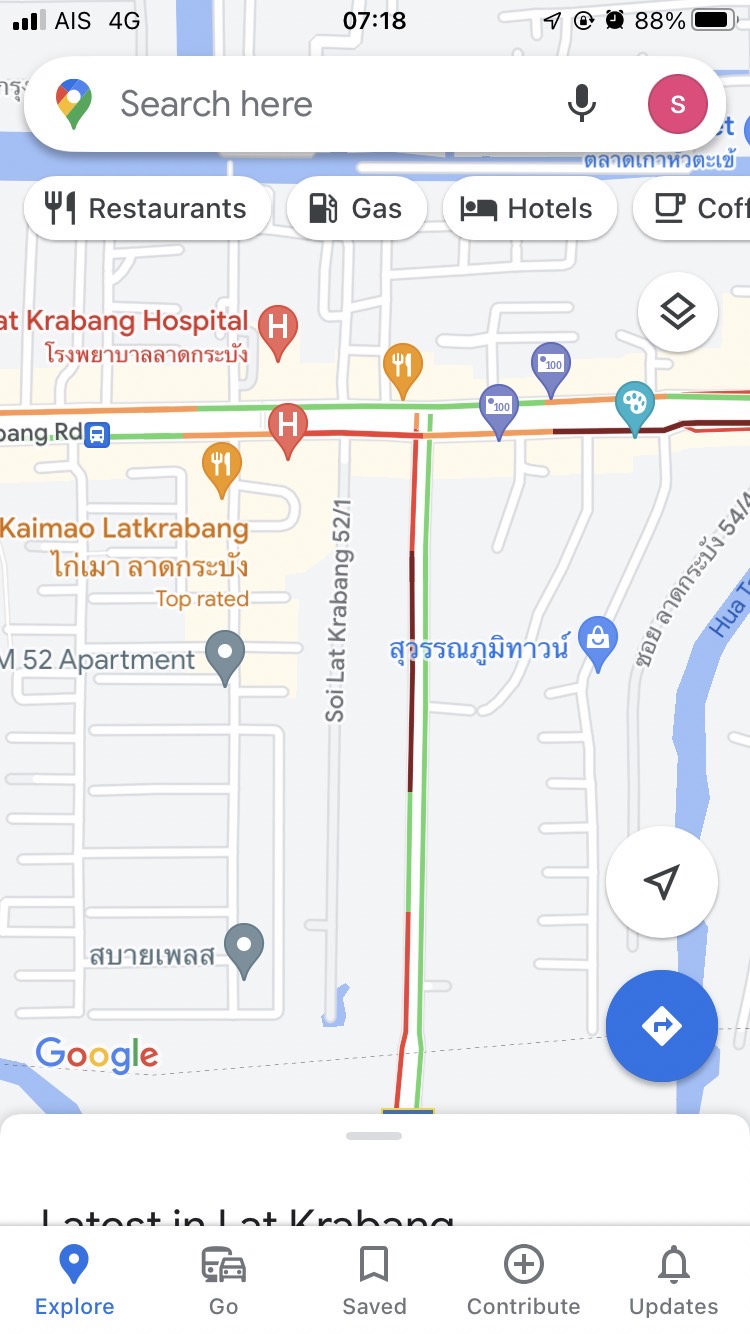 AIS 4G
07:18
88%
Search here
S
ตลาดเก่าหัวตะเข้
Restaurants
Gas
Hotels
Krabang Hospital
โรงพยาบาลลาดกระบัง
H
100
100
H
Rd
Kaimao Latkrabang
ไก่เมา ลาดกระบัง
Top rated
Soi Lat Krabang 52/1
ซอย ลาดกระบัง
Hua
สุวรรณภูมิทาวน์
52 Apartment
สบายเพลส
Google
Latest in Lat Krabang
Explore
Go
Saved
Contribute
Updates